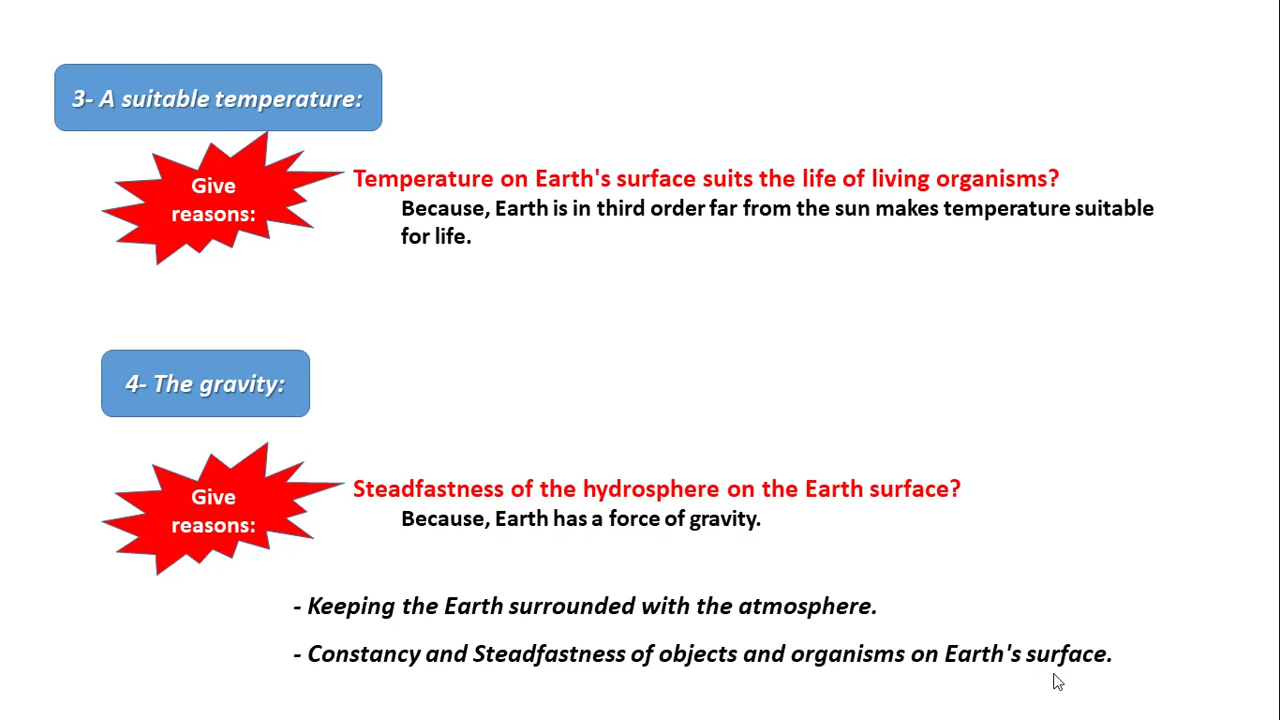 3- A suitable temperature:
Give
reasons:
Temperature on Earth's surface suits the life of living organisms?
Because, Earth is in third order far from the sun makes temperature suitable
for life.
4- The gravity:
Give
reasons:
Steadfastness of the hydrosphere on the Earth surface?
Because, Earth has a force of gravity.
- Keeping the Earth surrounded with the atmosphere.
- Constancy and Steadfastness of objects and organisms on Earth's surface.